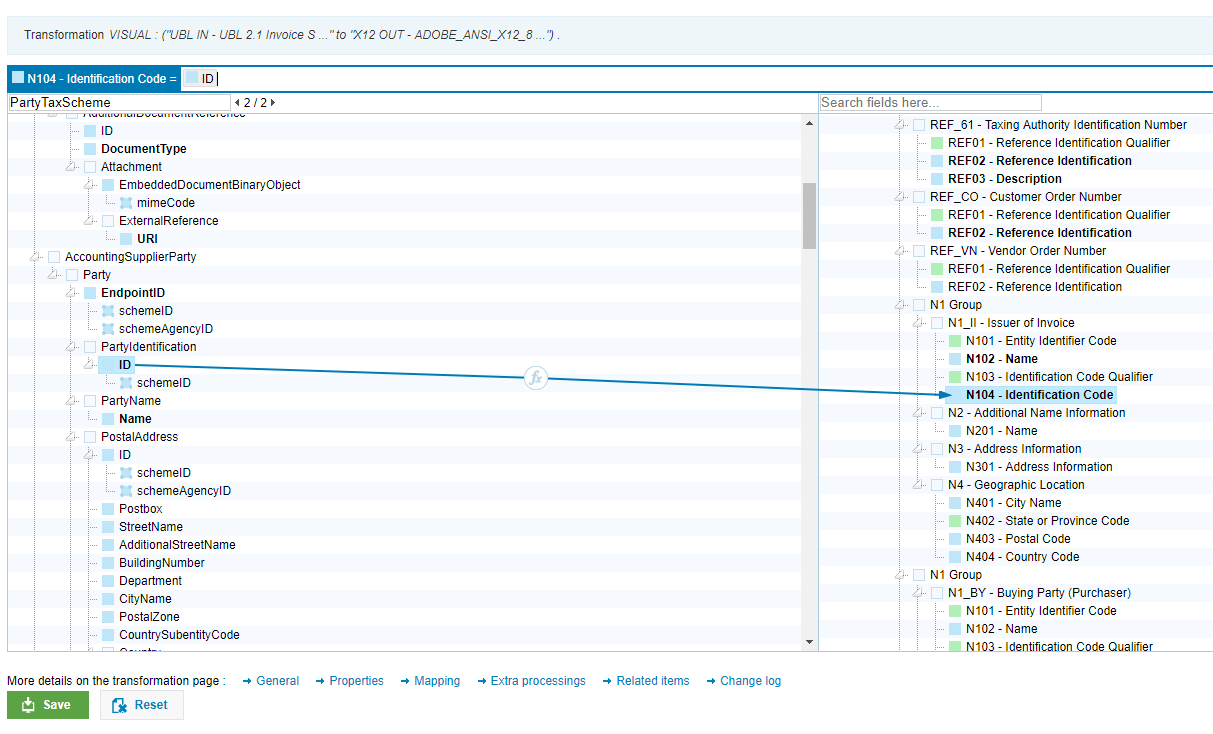 Transformation VISUAL : ("UBL IN - UBL 2.1 Invoice S ..." to "X12 OUT - ADOBE_ANSI_X12_8 ...") .
N104 - Identification Code = ID
PartyTaxScheme 2 / 2
Search fields here...
AdditionalDocumentReference
ID
DocumentType
Attachment
EmbeddedDocumentBinaryObject
mimeCode
ExternalReference
URI
AccountingSupplierParty
Party
EndpointID
schemeID
schemeAgencyID
PartyIdentification
ID
schemeID
PartyName
Name
PostalAddress
ID
schemeID
schemeAgencyID
Postbox
StreetName
AdditionalStreetName
BuildingNumber
Department
CityName
PostalZone
CountrySubentityCode
Country
fx
REF_61 - Taxing Authority Identification Number
REF01 - Reference Identification Qualifier
REF02 - Reference Identification
REF03 - Description
REF_CO - Customer Order Number
REF01 - Reference Identification Qualifier
REF02 - Reference Identification
REF_VN - Vendor Order Number
REF01 - Reference Identification Qualifier
REF02 - Reference Identification
N1 Group
N1_II - Issuer of Invoice
N101 - Entity Identifier Code
N102 - Name
N103 - Identification Code Qualifier
N104 - Identification Code
N2 - Additional Name Information
N201 - Name
N3 - Address Information
N301 - Address Information
N4 - Geographic Location
N401 - City Name
N402 - State or Province Code
N403 - Postal Code
N404 - Country Code
N1 Group
N1_BY - Buying Party (Purchaser)
N101 - Entity Identifier Code
N102 - Name
N103 - Identification Code Qualifier
More details on the transformation page : General Properties Mapping Extra processings Related items Change log
Save Reset